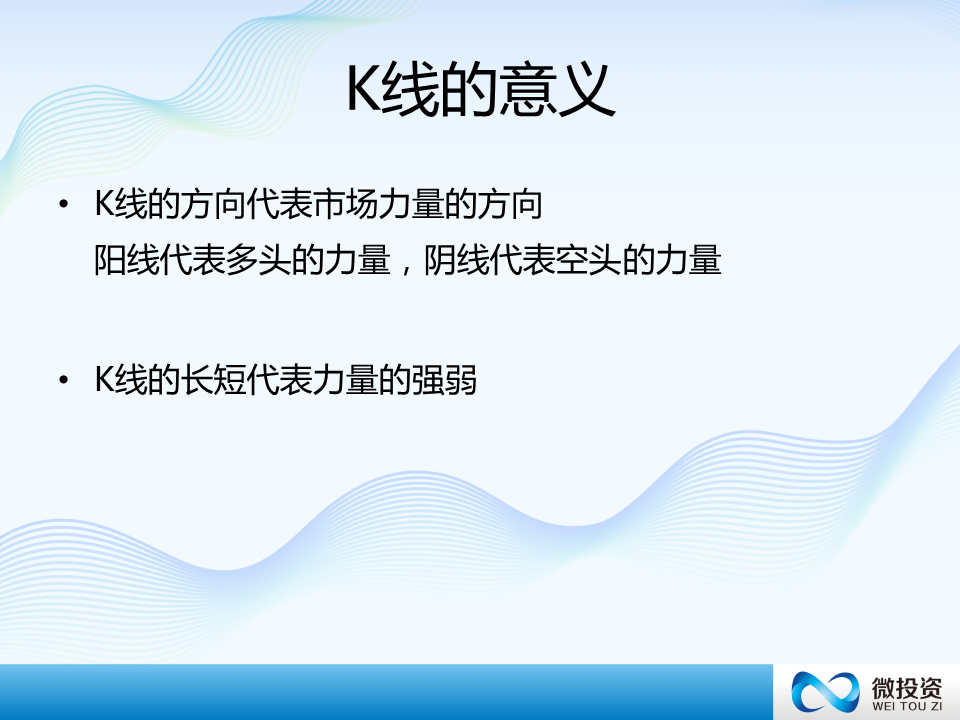 K线的意义
• K线的方向代表市场力量的方向
阳线代表多头的力量，阴线代表空头的力量
• K线的长短代表力量的强弱
微投资
WEI TOU ZI